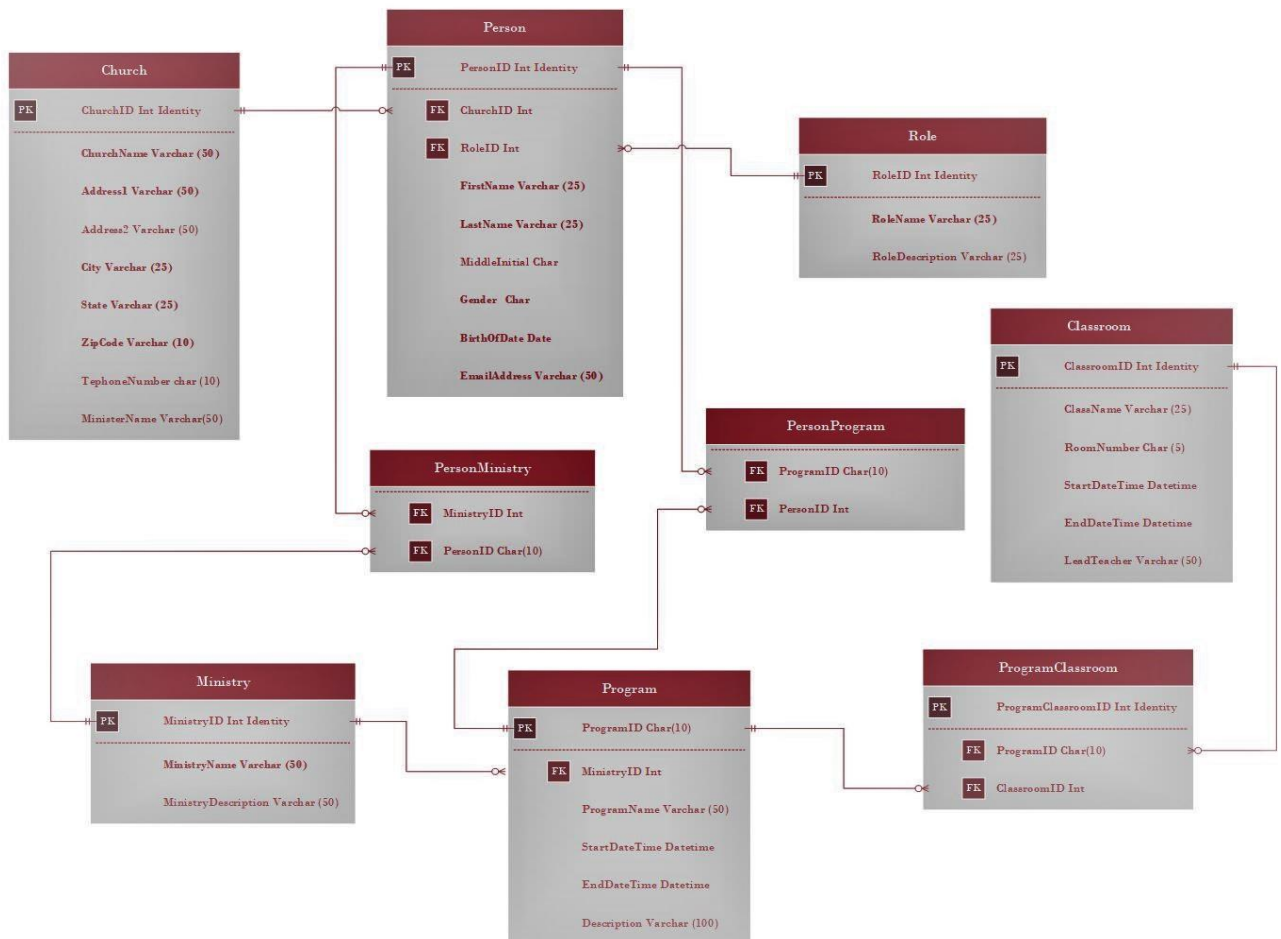 Church
PK ChurchID Int Identity
ChurchName Varchar (50)
Address1 Varchar (50)
Address2 Varchar (50)
City Varchar (25)
State Varchar (25)
ZipCode Varchar (10)
TephoneNumber char (10)
MinisterName Varchar(50)
Person
PK PersonID Int Identity
FK ChurchID Int
FK RoleID Int
FirstName Varchar (25)
LastName Varchar (25)
MiddleInitial Char
Gender Char
BirthOfDate Date
EmailAddress Varchar (50)
Role
PK RoleID Int Identity
RoleName Varchar (25)
RoleDescription Varchar (25)
Classroom
PK ClassroomID Int Identity
ClassName Varchar (25)
RoomNumber Char (5)
StartDateTime Datetime
EndDateTime Datetime
LeadTeacher Varchar (50)
PersonProgram
FK ProgramID Char(10)
FK PersonID Int
PersonMinistry
FK MinistryID Int
FK PersonID Char(10)
Ministry
PK MinistryID Int Identity
MinistryName Varchar (50)
MinistryDescription Varchar (50)
Program
PK ProgramID Char(10)
FK MinistryID Int
ProgramName Varchar (50)
StartDateTime Datetime
EndDateTime Datetime
Description Varchar (100)
ProgramClassroom
PK ProgramClassroomID Int Identity
FK ProgramID Char(10)
FK ClassroomID Int